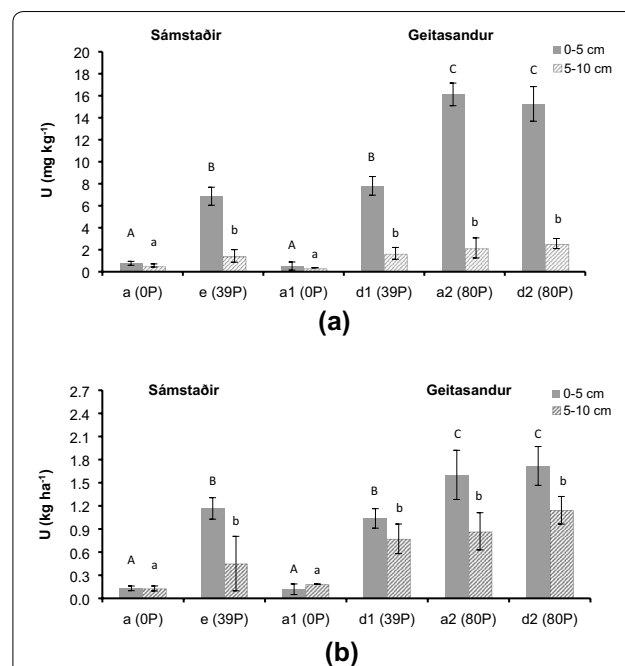 Sámstaðir Geitasandur
0-5 cm
5-10 cm
U (mg kg⁻¹)
20
18
16
14
12
10
8
6
4
2
0
A a B b A a B b C b C b
a (0P) e (39P) a1 (0P) d1 (39P) a2 (80P) d2 (80P)
(a)
Sámstaðir Geitasandur
0-5 cm
5-10 cm
U (kg ha⁻¹)
2.7
2.4
2.1
1.8
1.5
1.2
0.9
0.6
0.3
0.0
A a B b A a B b C b C b
a (0P) e (39P) a1 (0P) d1 (39P) a2 (80P) d2 (80P)
(b)